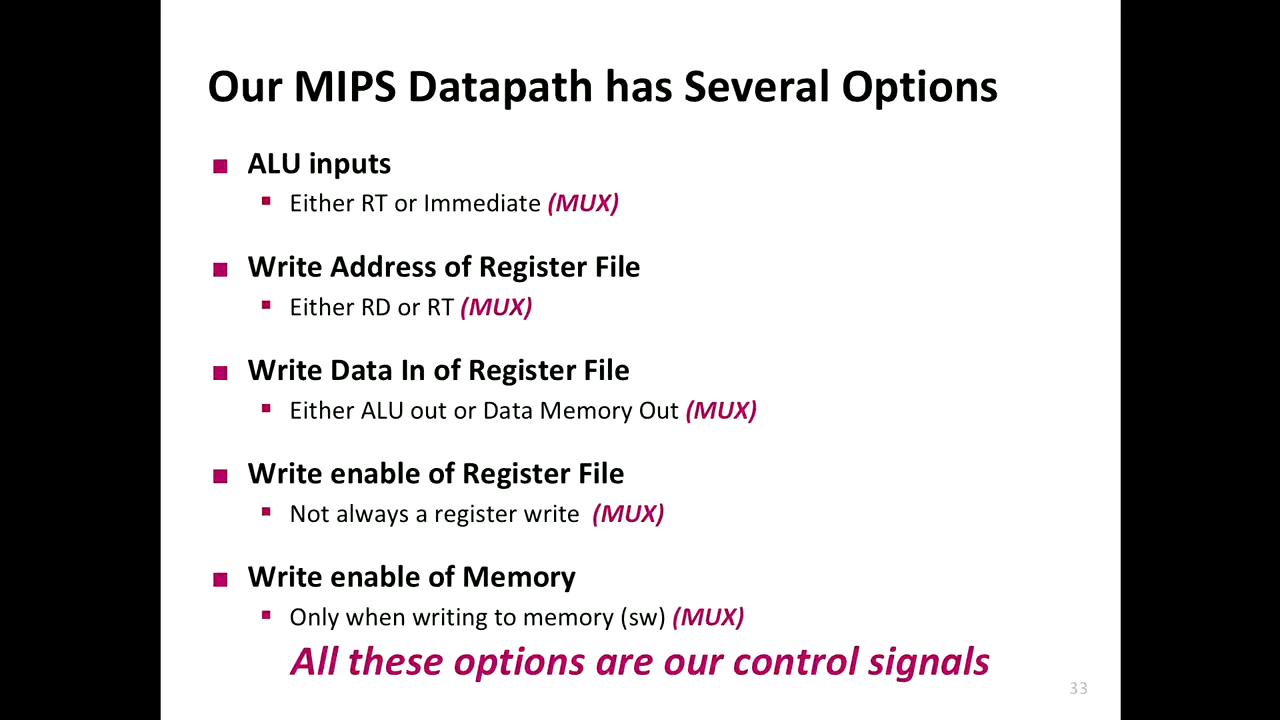 Our MIPS Datapath has Several Options
ALU inputs
Either RT or Immediate (MUX)
Write Address of Register File
Either RD or RT (MUX)
Write Data In of Register File
Either ALU out or Data Memory Out (MUX)
Write enable of Register File
Not always a register write (MUX)
Write enable of Memory
Only when writing to memory (sw) (MUX)
All these options are our control signals
33